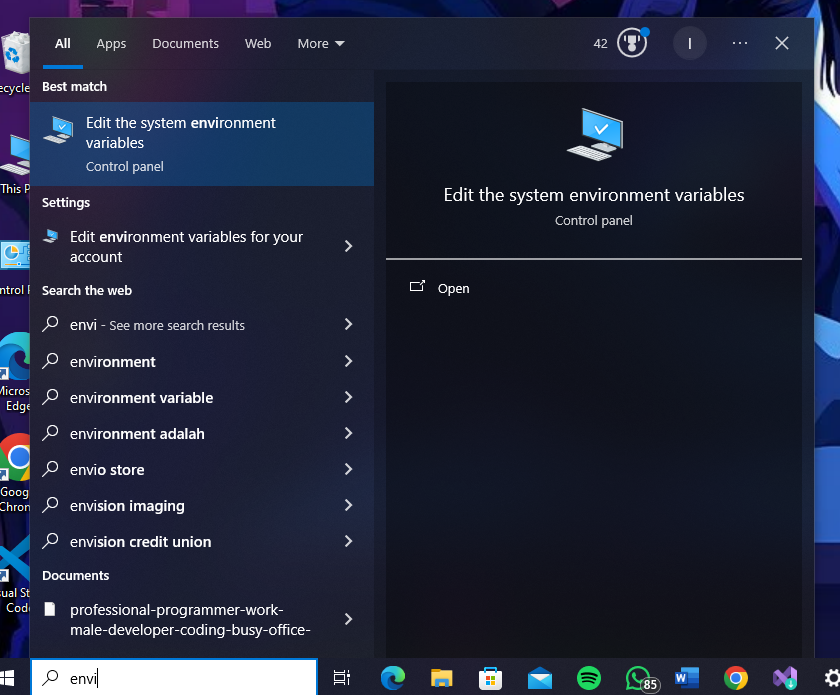 All Apps Documents Web More 42 I
Best match
Edit the system environment
variables
Control panel
Settings
Edit environment variables for your
account
Search the web
envi - See more search results
environment
environment variable
environment adalah
envio store
envision imaging
envision credit union
Documents
professional-programmer-work-
male-developer-coding-busy-office-
Edit the system environment variables
Control panel
Open
ecycle
This P
ntrol P
Micros
Edge
Goog
Chron
ual St
Code
envi
85